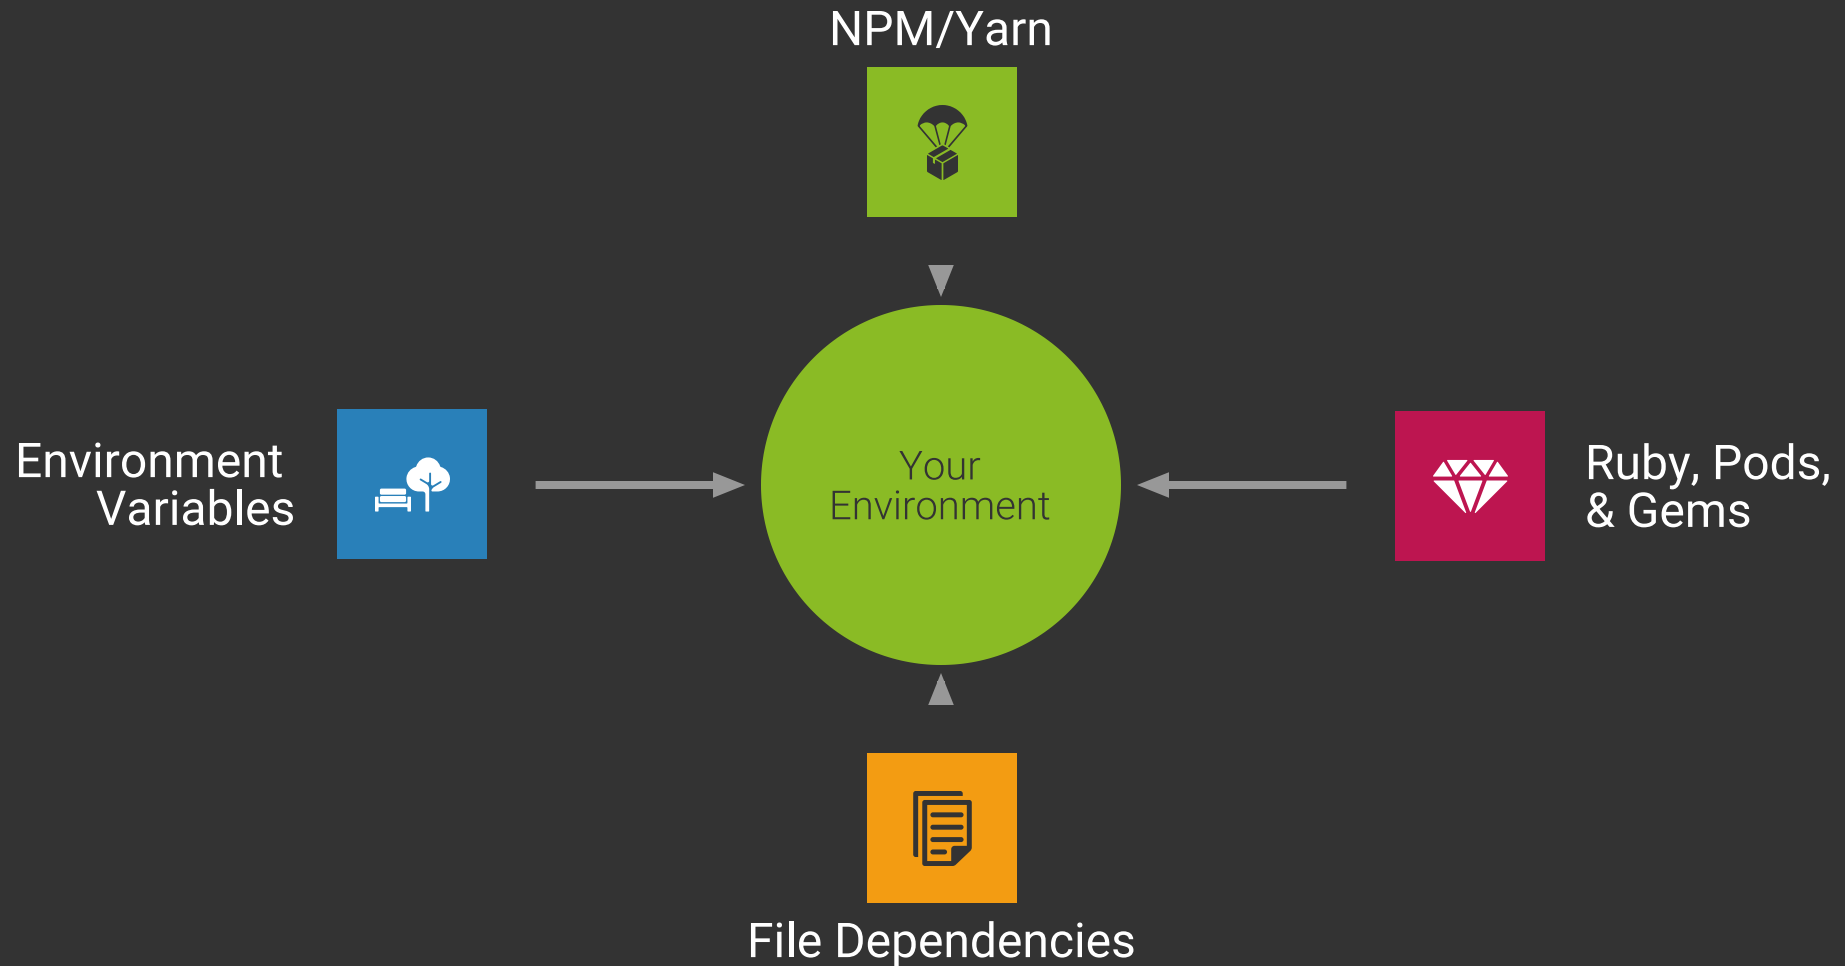 NPM/Yarn
Environment
Variables
Your
Environment
Ruby, Pods,
& Gems
File Dependencies